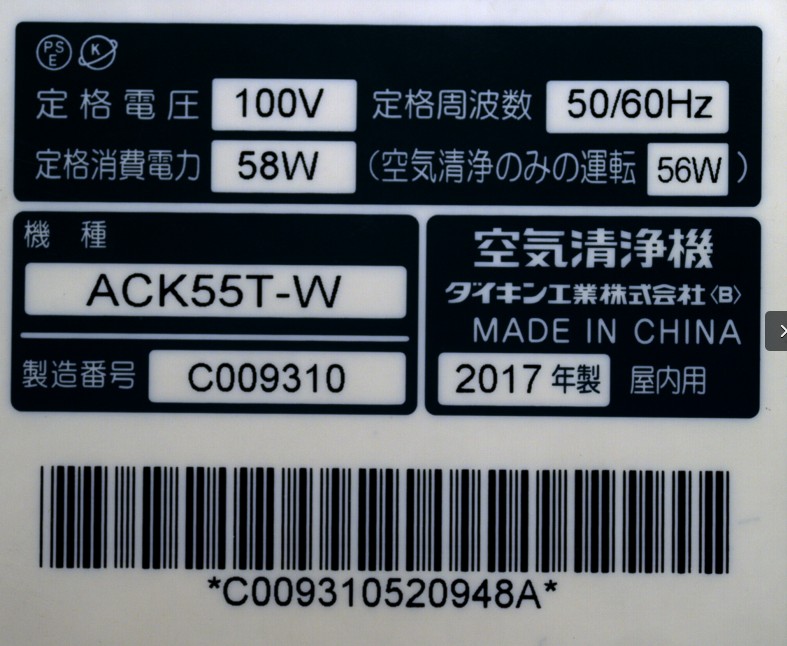 PS E K
定格電圧 100V 定格周波数 50/60Hz
定格消費電力 58W (空気清浄のみの運転 56W)
機種
ACK55T-W
製造番号 C009310
空気清浄機
ダイキン工業株式会社〈B〉
MADE IN CHINA
2017 年製 屋内用
*C009310520948A*